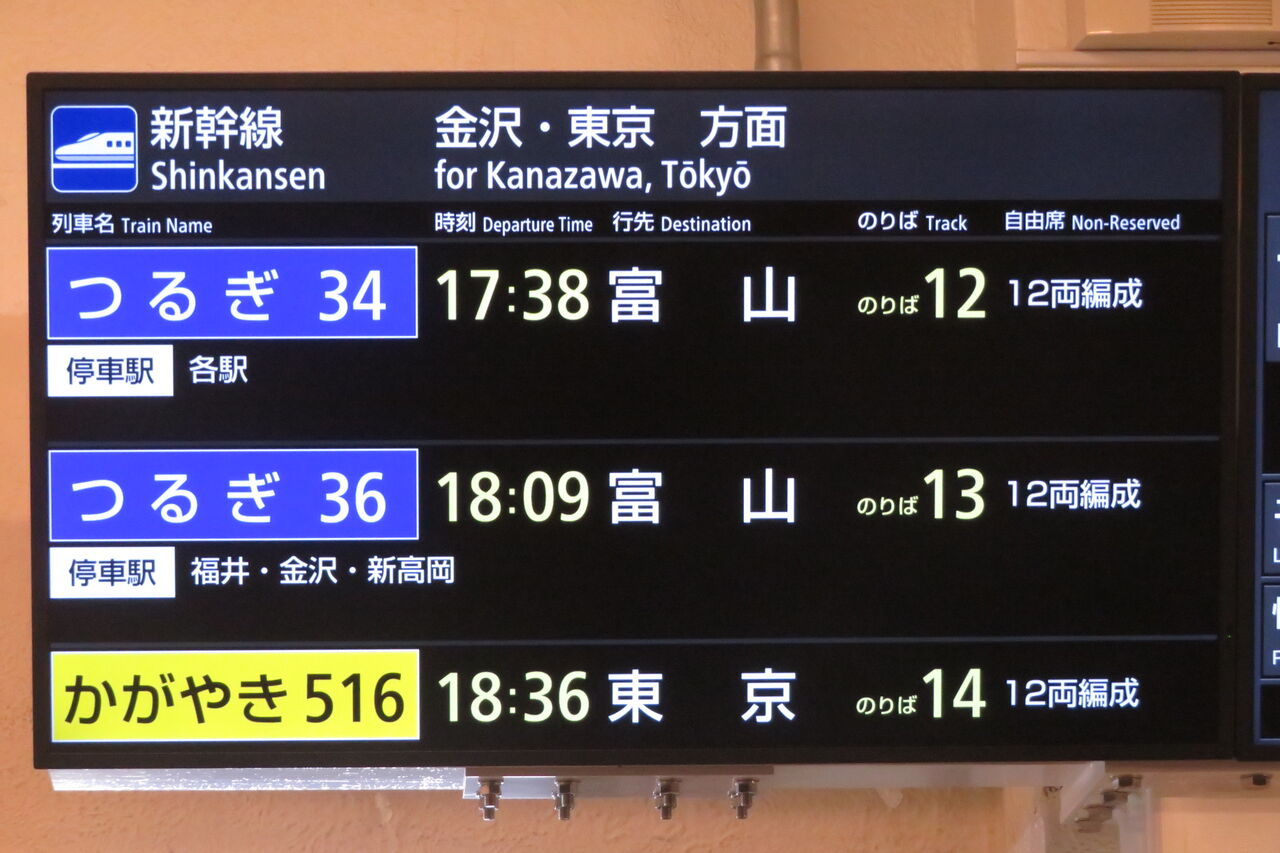 新幹線 金沢・東京 方面
Shinkansen for Kanazawa, Tōkyō
列車名 Train Name 時刻 Departure Time 行先 Destination のりば Track 自由席 Non-Reserved
つるぎ 34 17:38 富山 のりば 12 12両編成
停車駅 各駅
つるぎ 36 18:09 富山 のりば 13 12両編成
停車駅 福井・金沢・新高岡
かがやき 516 18:36 東京 のりば 14 12両編成